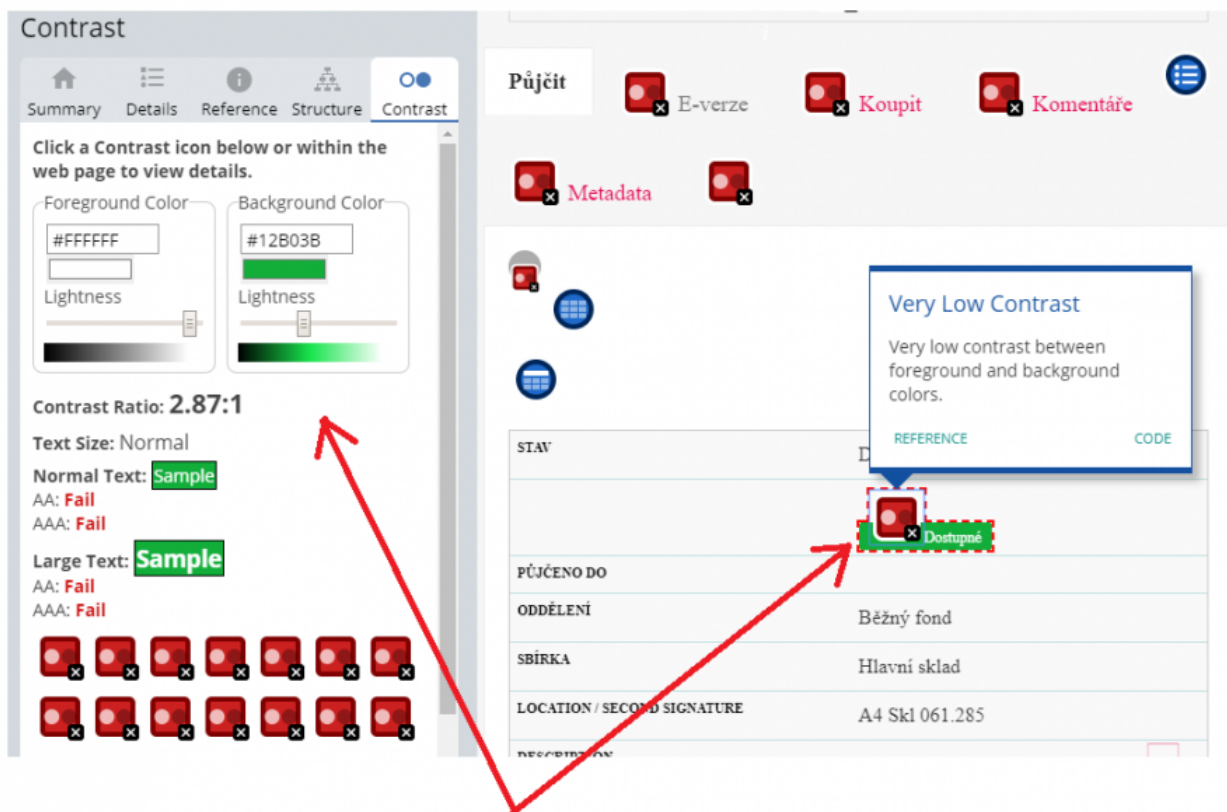 Contrast
Summary Details Reference Structure Contrast
Click a Contrast icon below or within the
web page to view details.
Foreground Color Background Color
#FFFFFF #12B03B
Lightness Lightness
Contrast Ratio: 2.87:1
Text Size: Normal
Normal Text: Sample
AA: Fail
AAA: Fail
Large Text: Sample
AA: Fail
AAA: Fail
Půjčit E-verze Koupit Komentáře
Metadata
Very Low Contrast
Very low contrast between
foreground and background
colors.
REFERENCE CODE
STAV
Dostupné
PŮJČENO DO
ODDĚLENÍ Běžný fond
SBÍRKA Hlavní sklad
LOCATION / SECOND SIGNATURE A4 Skl 061.285
DESCRIPTION